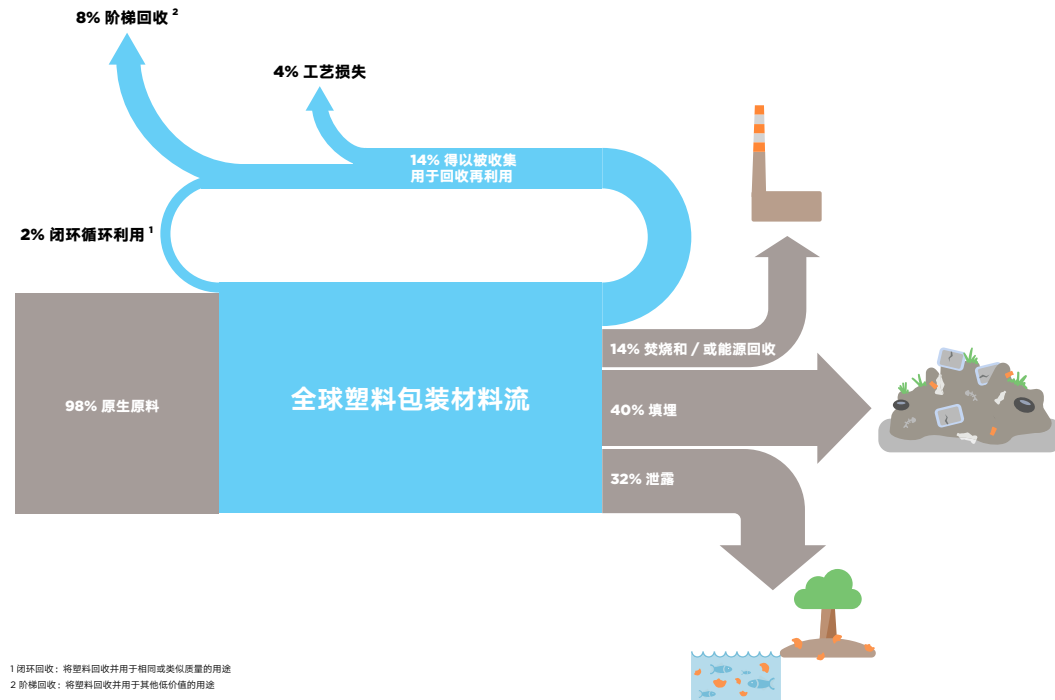 8% 阶梯回收 ²
4% 工艺损失
14% 得以被收集
用于回收再利用
2% 闭环循环利用 ¹
14% 焚烧和 / 或能源回收
98% 原生原料
全球塑料包装材料流
40% 填埋
32% 泄露
1 闭环回收：将塑料回收并用于相同或类似质量的用途
2 阶梯回收：将塑料回收并用于其他低价值的用途